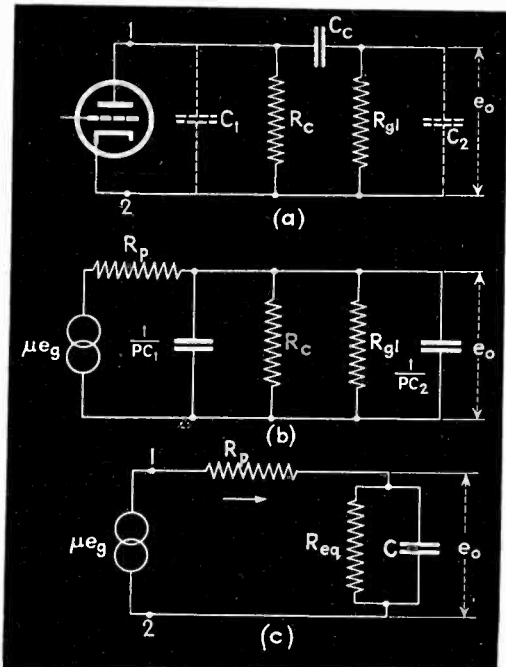 1
C_c
C_1
R_c
R_gl
C_2
e_o
2
(a)
R_p
μe_g
1/PC_1
R_c
R_gl
1/PC_2
e_o
(b)
1
R_p
μe_g
R_eq
C
e_o
2
(c)